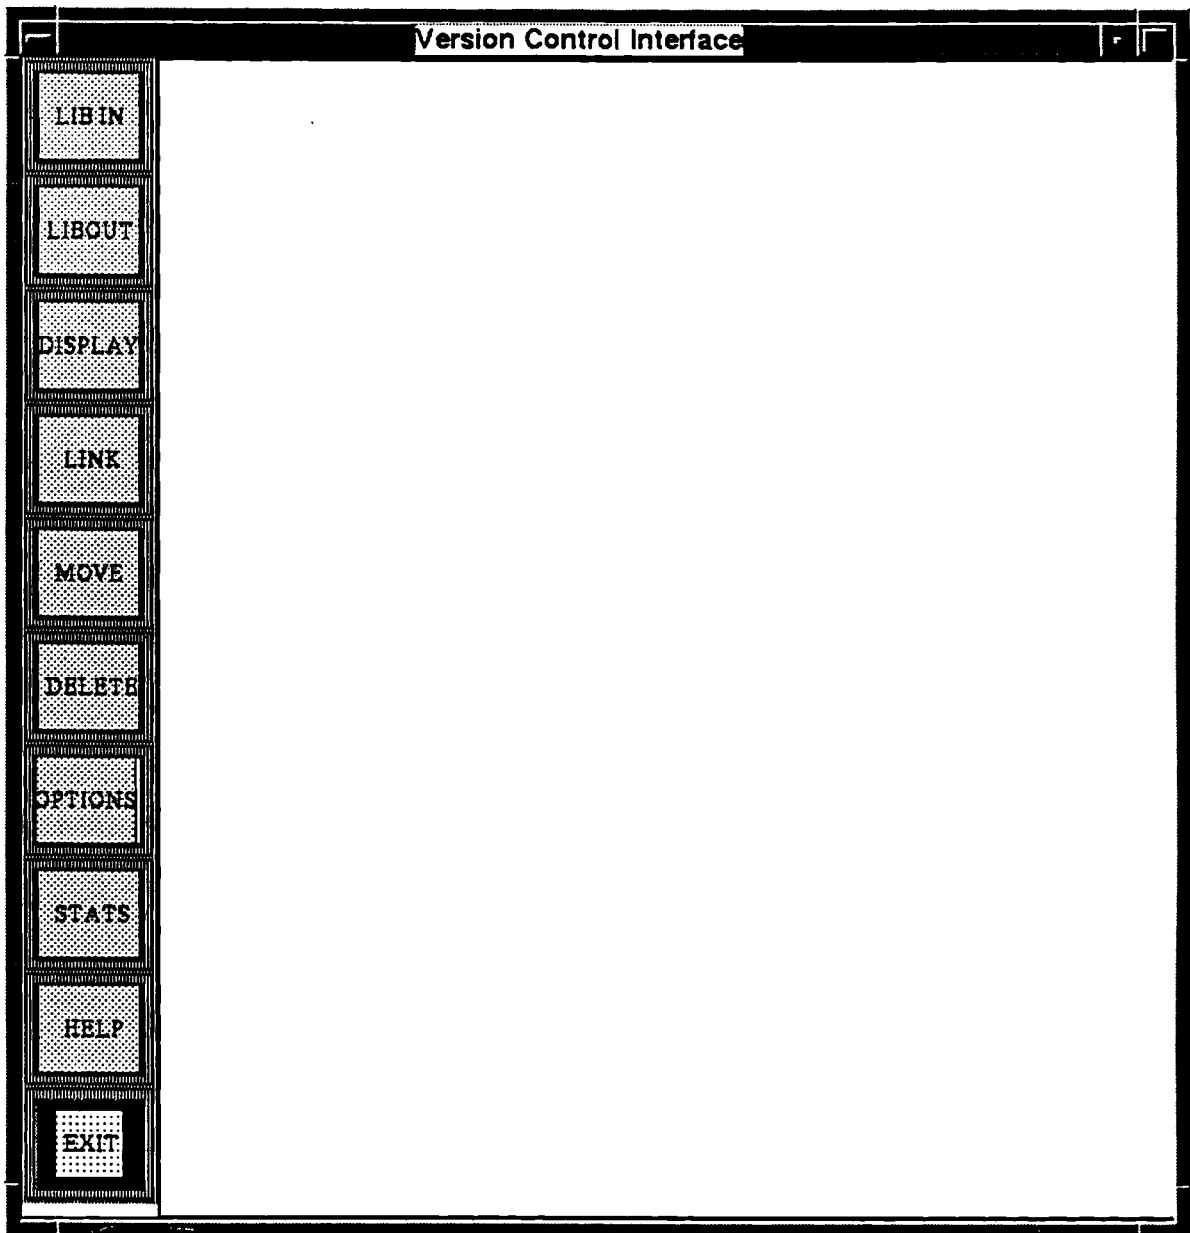 Version Control Interface
LIBIN
LIBOUT
DISPLAY
LINK
MOVE
DELETE
OPTIONS
STATS
HELP
EXIT